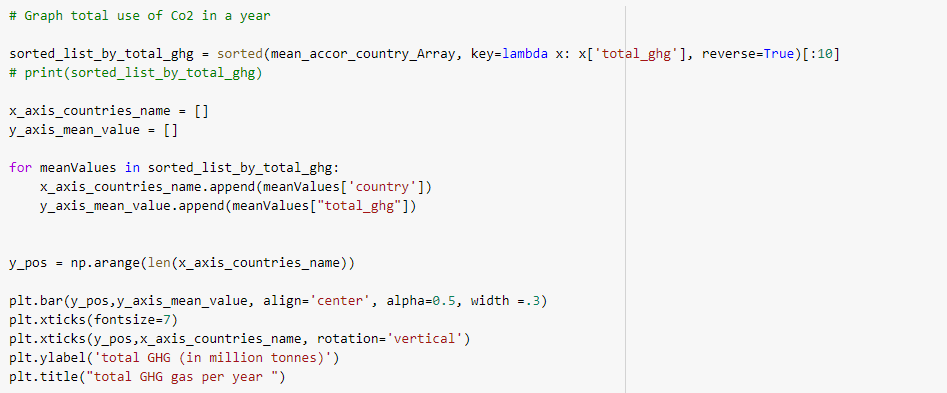 # Graph total use of Co2 in a year
sorted_list_by_total_ghg = sorted(mean_accor_country_Array, key=lambda x: x['total_ghg'], reverse=True)[:10]
# print(sorted_list_by_total_ghg)
x_axis_countries_name = []
y_axis_mean_value = []
for meanValues in sorted_list_by_total_ghg:
    x_axis_countries_name.append(meanValues['country'])
    y_axis_mean_value.append(meanValues["total_ghg"])
y_pos = np.arange(len(x_axis_countries_name))
plt.bar(y_pos,y_axis_mean_value, align='center', alpha=0.5, width =.3)
plt.xticks(fontsize=7)
plt.xticks(y_pos,x_axis_countries_name, rotation='vertical')
plt.ylabel('total GHG (in million tonnes)')
plt.title("total GHG gas per year ")